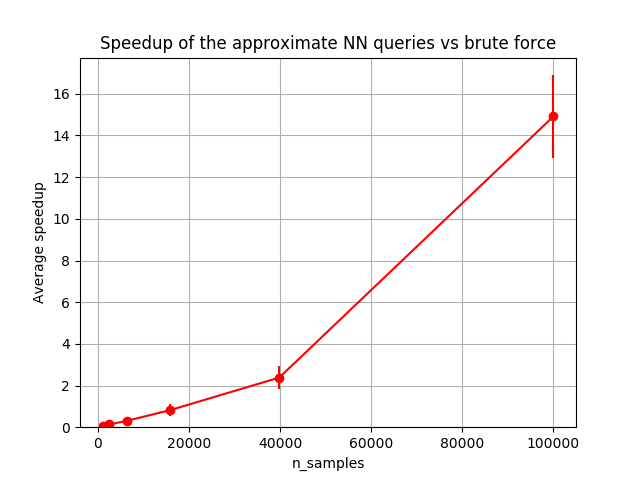 Speedup of the approximate NN queries vs brute force
16
14
12
10
8
6
4
2
0
Average speedup
0 20000 40000 60000 80000 100000
n_samples